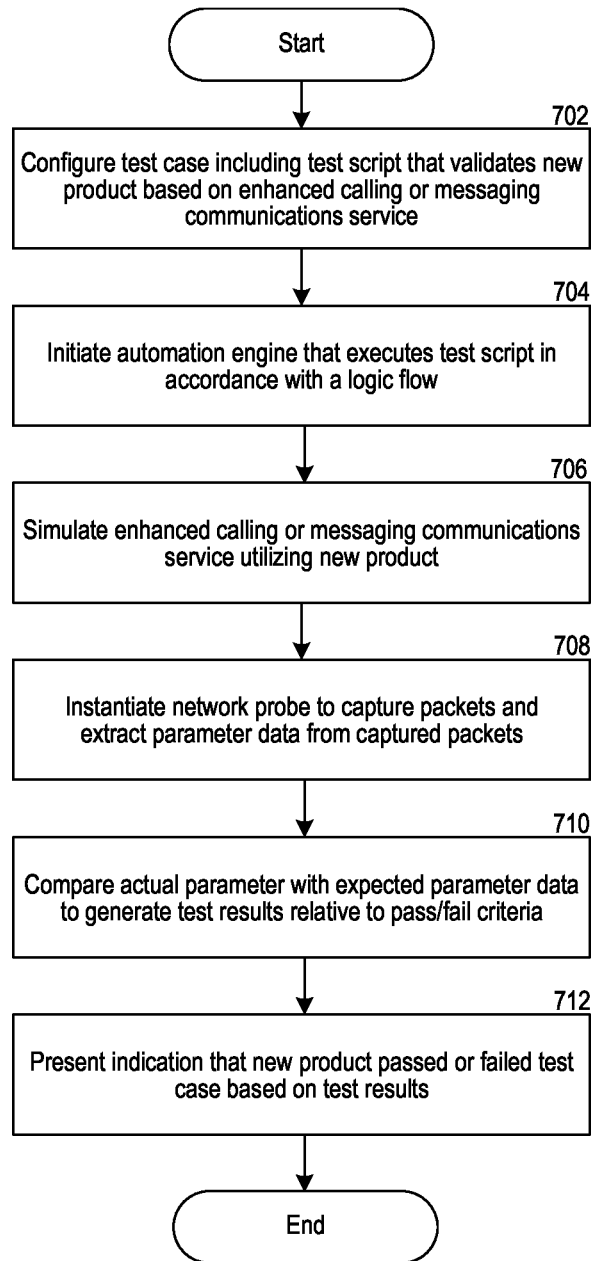 Start
702
Configure test case including test script that validates new
product based on enhanced calling or messaging
communications service
704
Initiate automation engine that executes test script in
accordance with a logic flow
706
Simulate enhanced calling or messaging communications
service utilizing new product
708
Instantiate network probe to capture packets and
extract parameter data from captured packets
710
Compare actual parameter with expected parameter data
to generate test results relative to pass/fail criteria
712
Present indication that new product passed or failed test
case based on test results
End